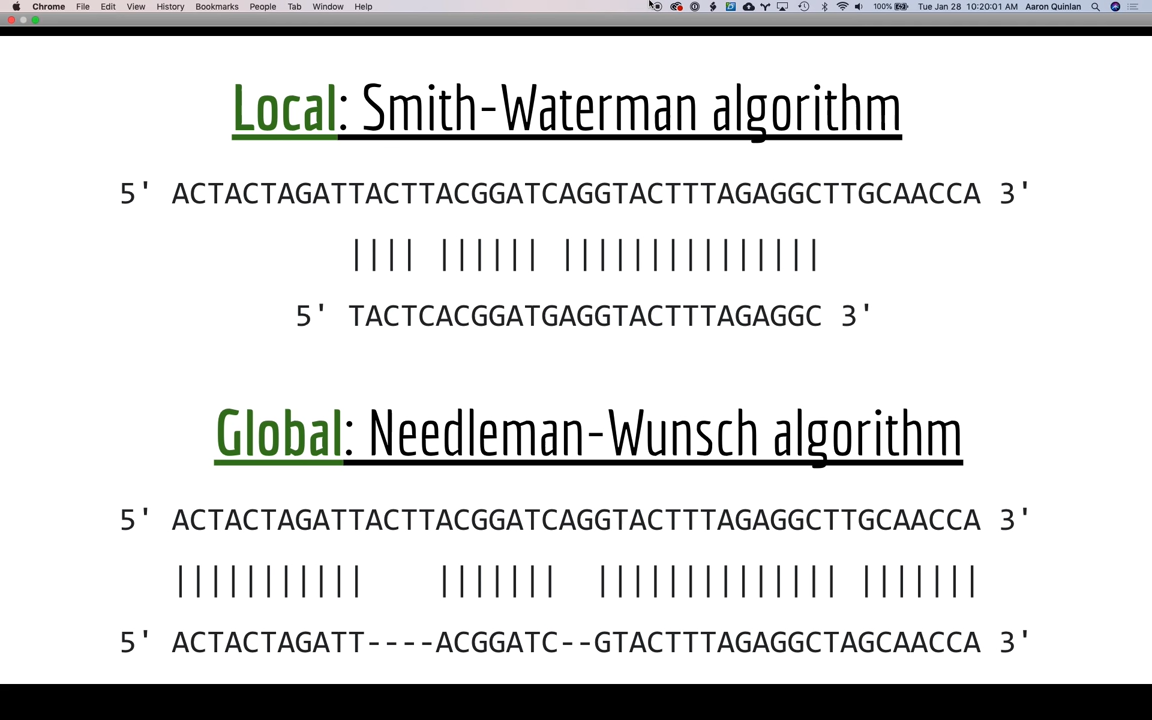 Chrome File Edit View History Bookmarks People Tab Window Help 100% Tue Jan 28 10:20:01 AM Aaron Quinlan
Local: Smith-Waterman algorithm
5' ACTACTAGATTACTTACGGATCAGGTACTTTAGAGGCTTGCAACCA 3'
|||| |||||| |||||||||||||||
5' TACTCACGGATGAGGTACTTTAGAGGC 3'
Global: Needleman-Wunsch algorithm
5' ACTACTAGATTACTTACGGATCAGGTACTTTAGAGGCTTGCAACCA 3'
||||||||||| ||||||| |||||||||||||| |||||||
5' ACTACTAGATT----ACGGATC--GTACTTTAGAGGCTAGCAACCA 3'